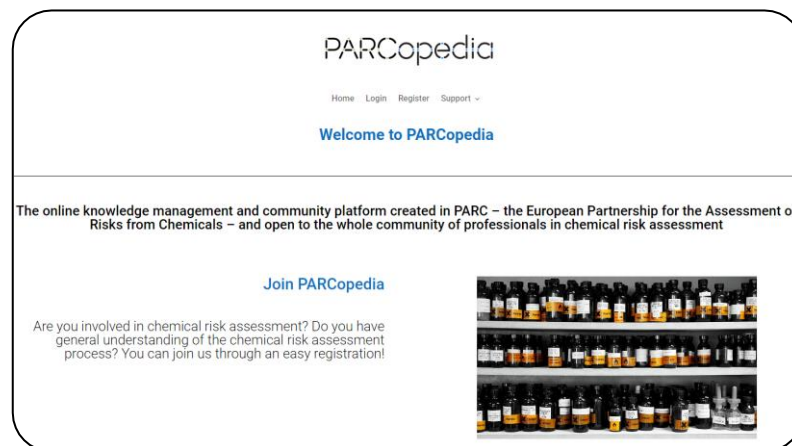 PARCopedia
Home Login Register Support
Welcome to PARCopedia
The online knowledge management and community platform created in PARC – the European Partnership for the Assessment o
Risks from Chemicals – and open to the whole community of professionals in chemical risk assessment
Join PARCopedia
Are you involved in chemical risk assessment? Do you have
general understanding of the chemical risk assessment
process? You can join us through an easy registration!